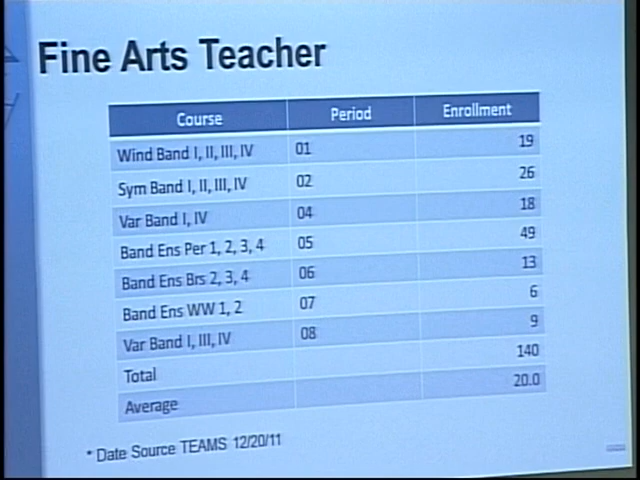 Fine Arts Teacher
Course Period Enrollment
Wind Band I, II, III, IV 01 19
Sym Band I, II, III, IV 02 26
Var Band I, IV 04 18
Band Ens Per 1, 2, 3, 4 05 49
Band Ens Brs 2, 3, 4 06 13
Band Ens WW 1, 2 07 6
Var Band I, III, IV 08 9
Total 140
Average 20.0
* Date Source TEAMS 12/20/11